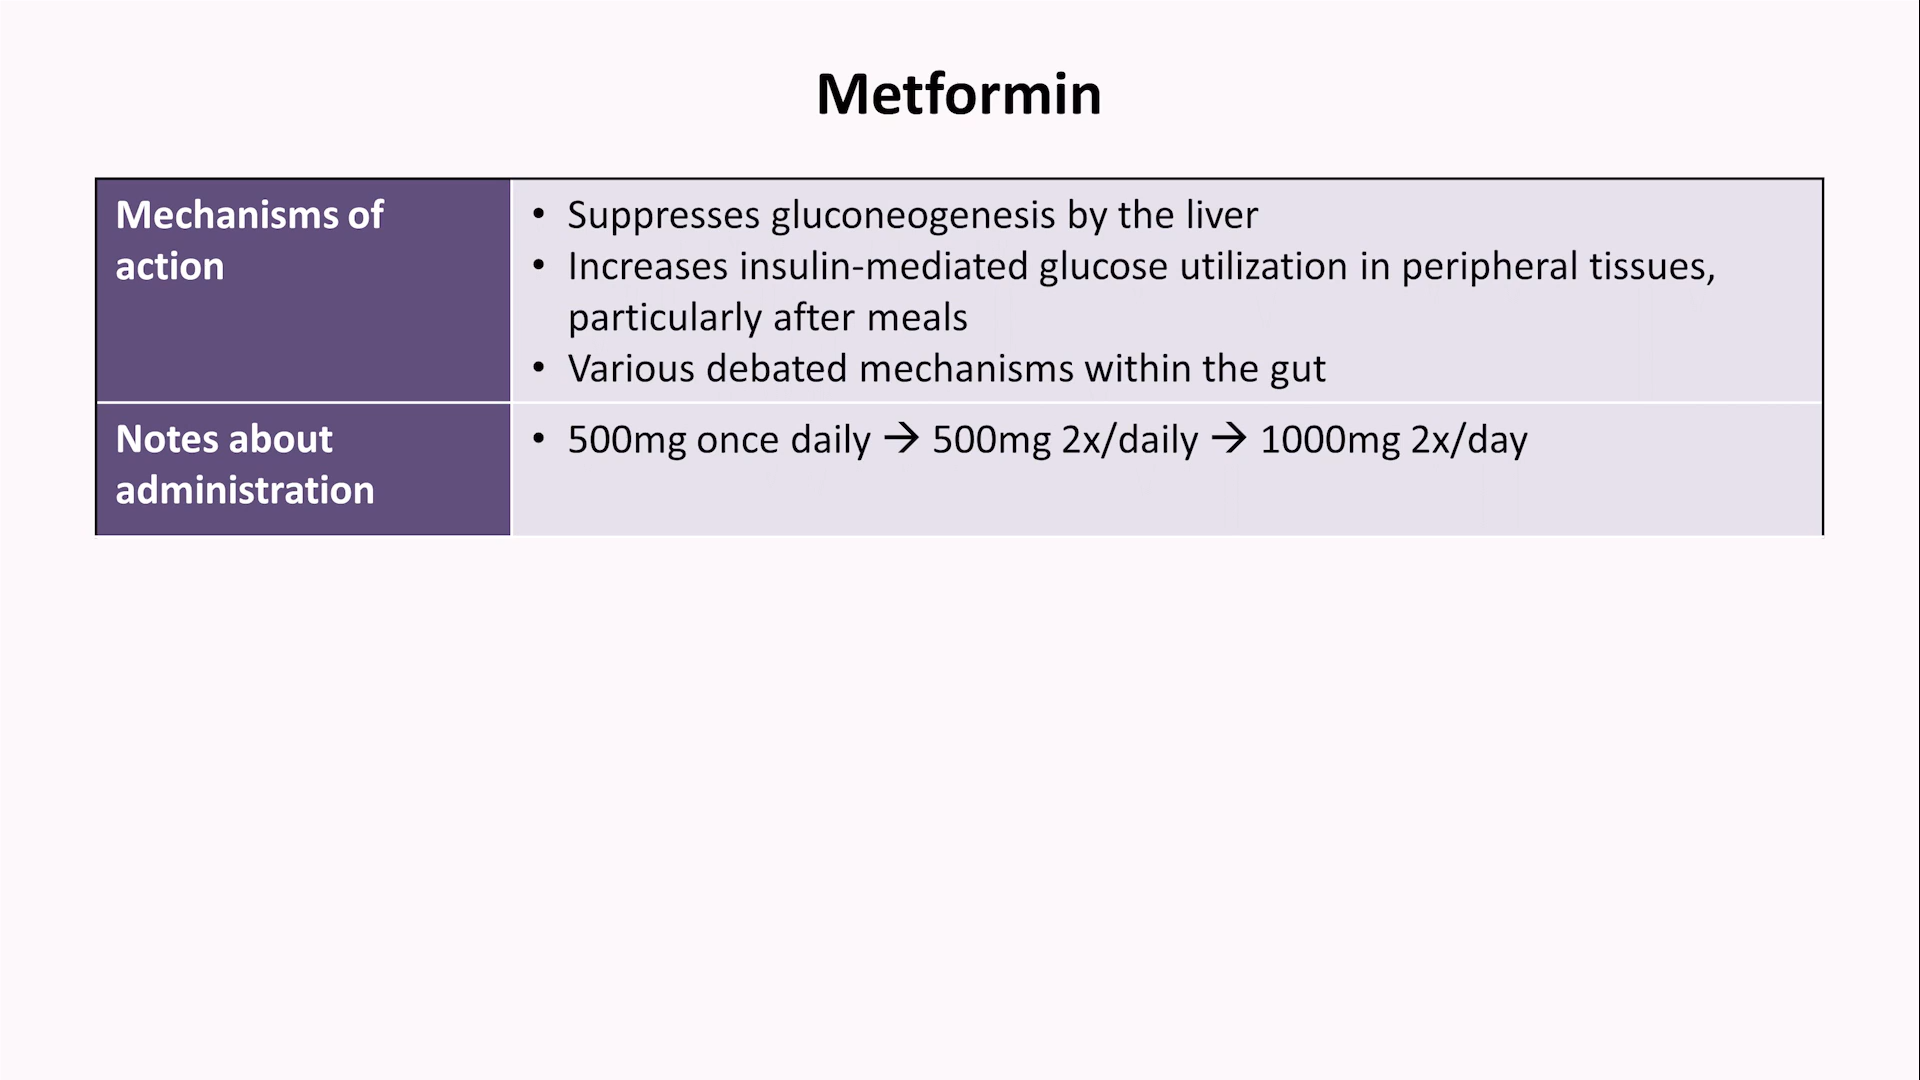 Metformin
Mechanisms of
action
• Suppresses gluconeogenesis by the liver
• Increases insulin-mediated glucose utilization in peripheral tissues,
particularly after meals
• Various debated mechanisms within the gut
Notes about
administration
• 500mg once daily → 500mg 2x/daily → 1000mg 2x/day